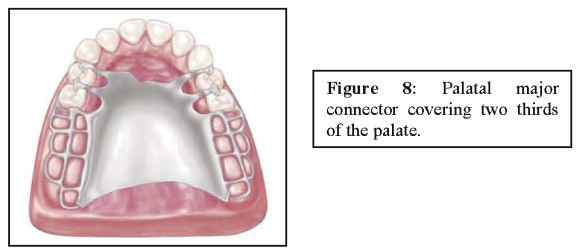 Figure 8: Palatal major
connector covering two thirds
of the palate.